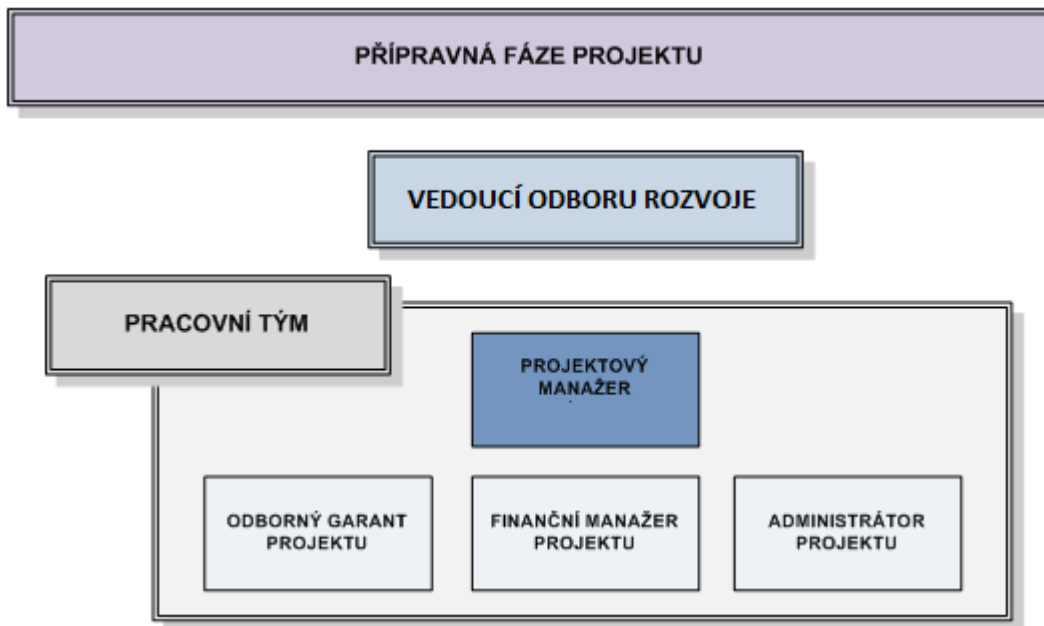 PŘÍPRAVNÁ FÁZE PROJEKTU
VEDOUCÍ ODBORU ROZVOJE
PRACOVNÍ TÝM
PROJEKTOVÝ
MANAŽER
ODBORNÝ GARANT
PROJEKTU
FINANČNÍ MANAŽER
PROJEKTU
ADMINISTRÁTOR
PROJEKTU